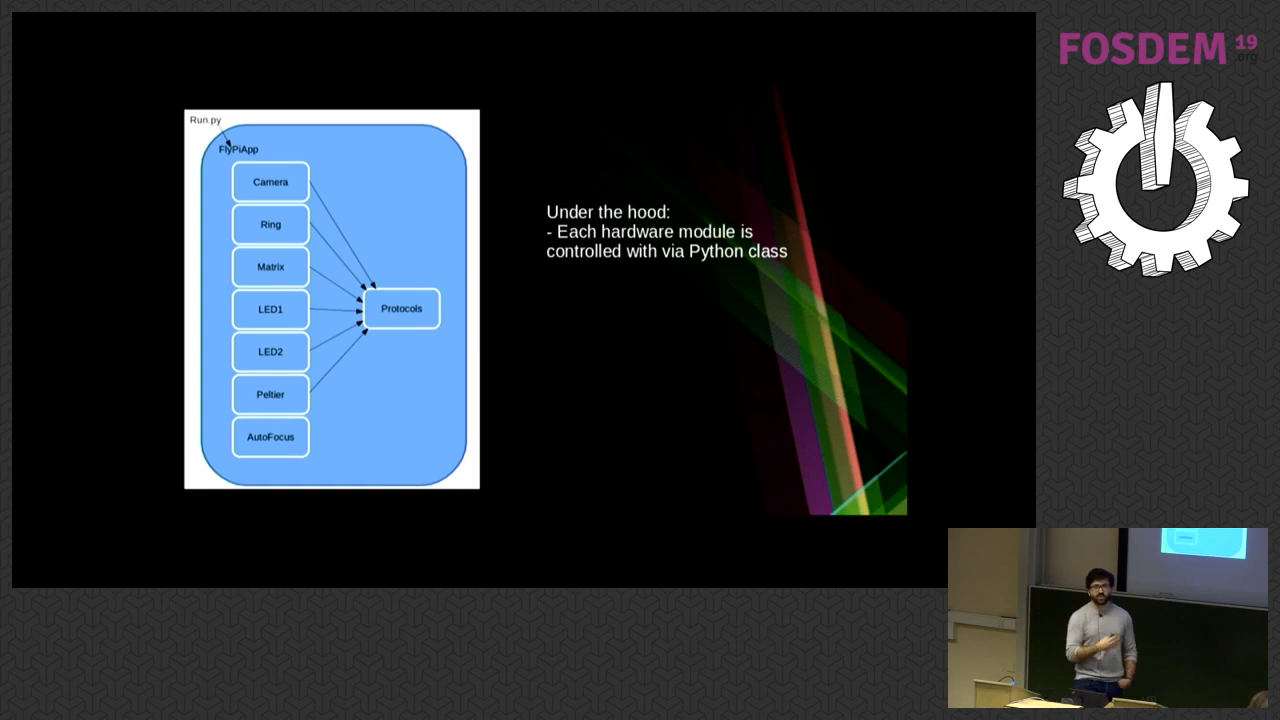 FOSDEM 19
.org
Run.py
FlyPiApp
Camera
Ring
Matrix
LED1
LED2
Peltier
AutoFocus
Protocols
Under the hood:
- Each hardware module is
controlled with via Python class